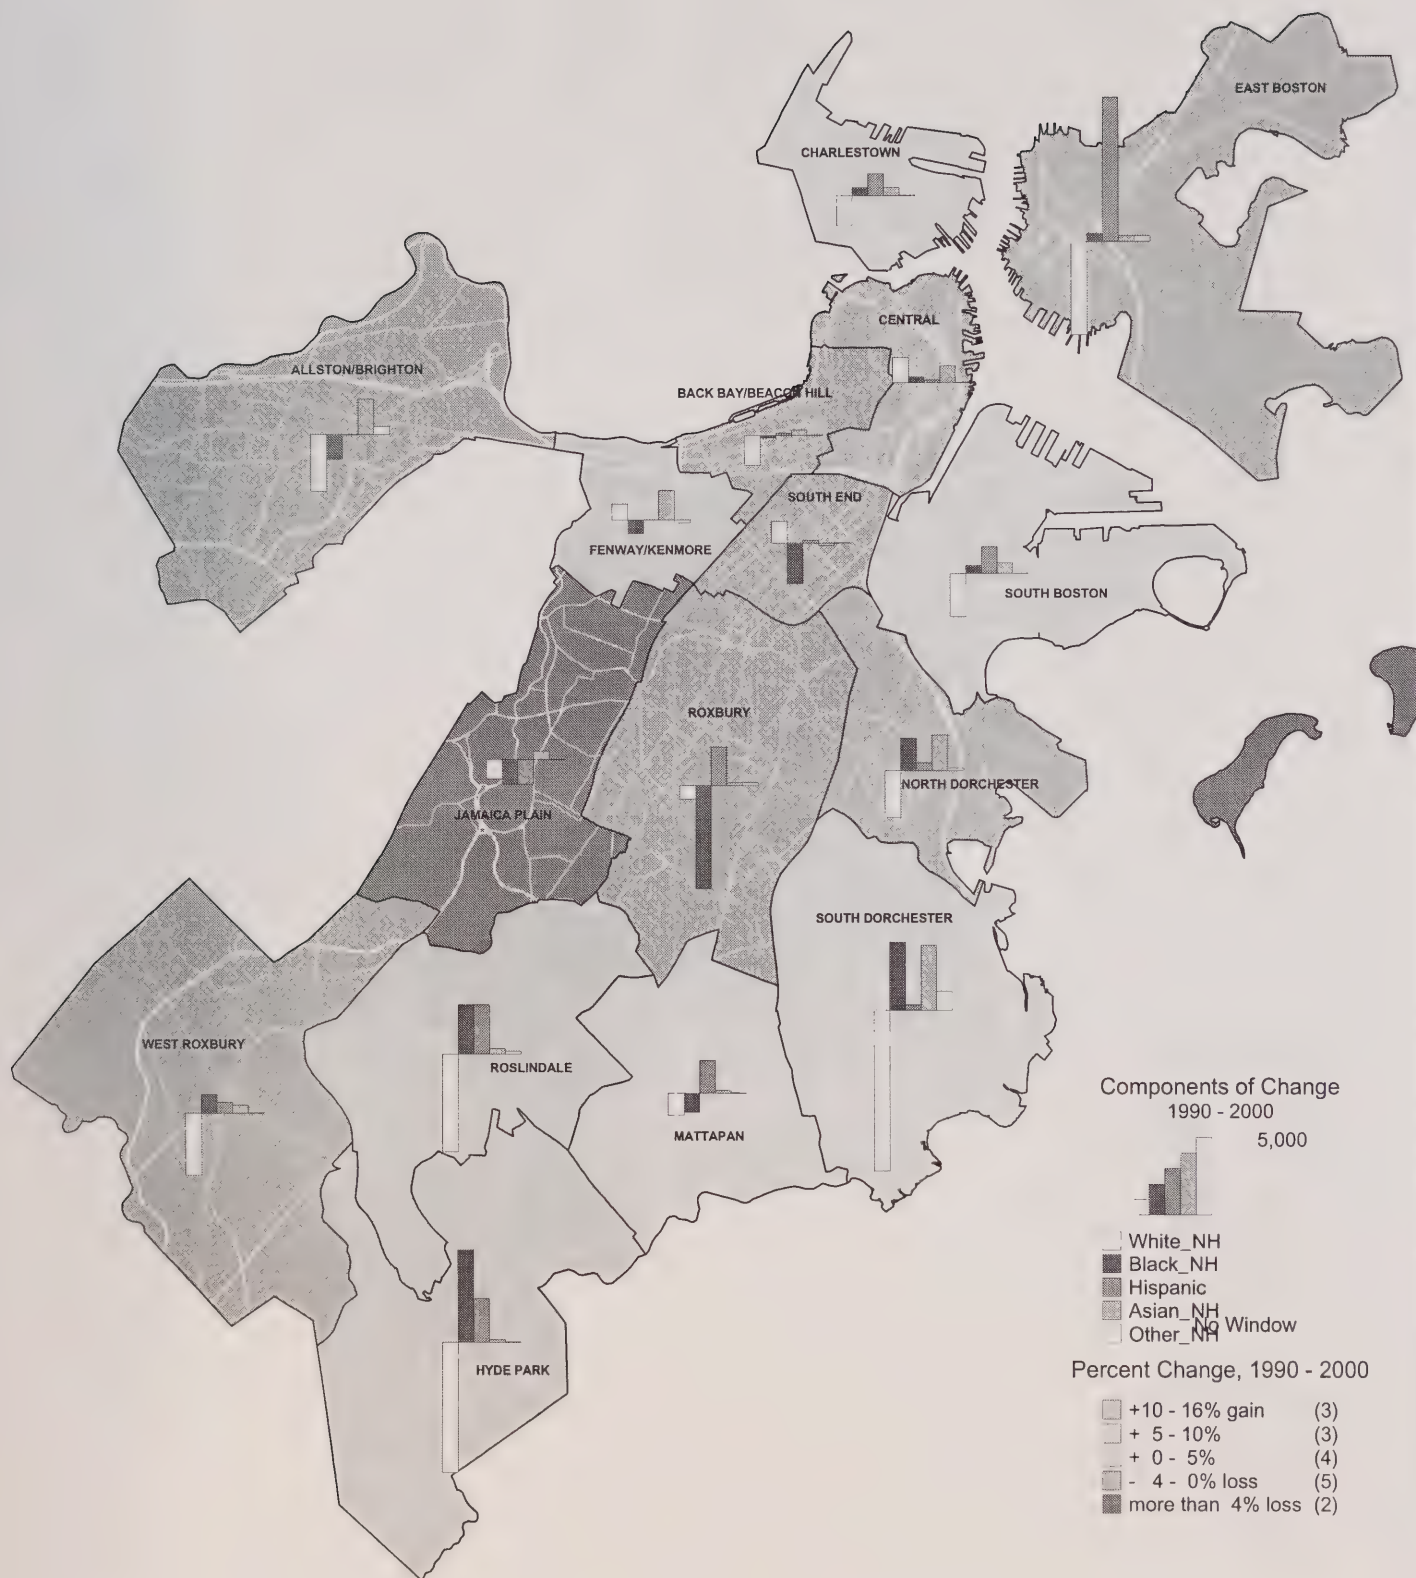 EAST BOSTON
CHARLESTOWN
CENTRAL
ALLSTON/BRIGHTON
BACK BAY/BEACON HILL
SOUTH END
FENWAY/KENMORE
SOUTH BOSTON
ROXBURY
NORTH DORCHESTER
JAMAICA PLAIN
SOUTH DORCHESTER
WEST ROXBURY
ROSLINDALE
MATTAPAN
HYDE PARK
Components of Change
1990 - 2000
5,000
White_NH
Black_NH
Hispanic
Asian_NH
No Window
Other_NH
Percent Change, 1990 - 2000
+10 - 16% gain (3)
+ 5 - 10% (3)
+ 0 - 5% (4)
- 4 - 0% loss (5)
more than 4% loss (2)